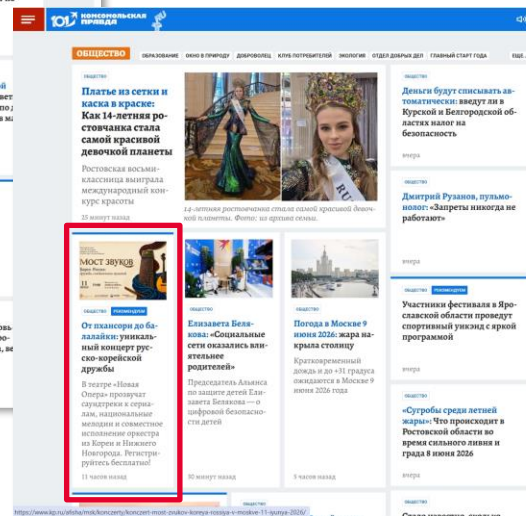 101 КОМСОМОЛЬСКАЯ
ПРАВДА
ОБЩЕСТВО
ОБРАЗОВАНИЕ ОКНО В ПРИРОДУ ДОБРОВОЛЕЦ КЛУБ ПОТРЕБИТЕЛЕЙ ЭКОЛОГИЯ ОТДЕЛ ДОБРЫХ ДЕЛ ГЛАВНЫЙ СТАРТ ГОДА ЕЩЕ
ОБЩЕСТВО
Платье из сетки и
каска в краске:
Как 14-летняя ро-
стовчанка стала
самой красивой
девочкой планеты
Ростовская восьми-
классница выиграла
международный кон-
курс красоты
25 минут назад
14-летняя ростовчанка стала самой красивой девоч-
кой планеты. Фото: из архива семьи.
ОБЩЕСТВО
Деньги будут списывать ав-
томатически: введут ли в
Курской и Белгородской об-
ластях налог на
безопасность
вчера
ОБЩЕСТВО
Дмитрий Рузанов, пульмо-
нолог: «Запреты никогда не
работают»
вчера
МОСТ ЗВУКОВ
11
ОБЩЕСТВО РЕКОМЕНДУЕМ
От пхансори до ба-
лалайки: уникаль-
ный концерт рус-
ско-корейской
дружбы
В театре «Новая
Опера» прозвучат
саундтреки к сериа-
лам, национальные
мелодии и совместное
исполнение оркестра
из Кореи и Нижнего
Новгорода. Регистри-
руйтесь бесплатно!
11 часов назад
ОБЩЕСТВО
Елизавета Беля-
кова: «Социальные
сети оказались вли-
ятельнее
родителей»
Председатель Альянса
по защите детей Ели-
завета Белякова — о
цифровой безопасно-
сти детей
30 минут назад
ОБЩЕСТВО
Погода в Москве 9
июня 2026: жара на-
крыла столицу
Кратковременный
дождь и до +31 градуса
ожидаются в Москве 9
июня 2026 года
5 часов назад
ОБЩЕСТВО РЕКОМЕНДУЕМ
Участники фестиваля в Яро-
славской области проведут
спортивный уикэнд с яркой
программой
ОБЩЕСТВО
«Сугробы среди летней
жары»: Что происходит в
Ростовской области во
время сильного ливня и
града 8 июня 2026
вчера
ОБЩЕСТВО
ОБЩЕСТВО
https://www.kp.ru/afisha/msk/konczerty/konczert-most-zvukov-koreya-rossiya-v-moskve-11-iyunya-2026/